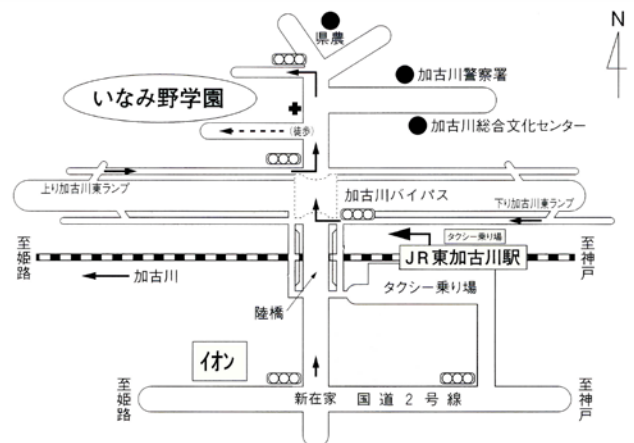 N
県農
加古川警察署
いなみ野学園
(徒歩)
加古川総合文化センター
上り加古川東ランプ
加古川バイパス
下り加古川東ランプ
至姫路
加古川
タクシー乗り場
JR東加古川駅
至神戸
タクシー乗り場
陸橋
イオン
至姫路
新在家
国道2号線
至神戸